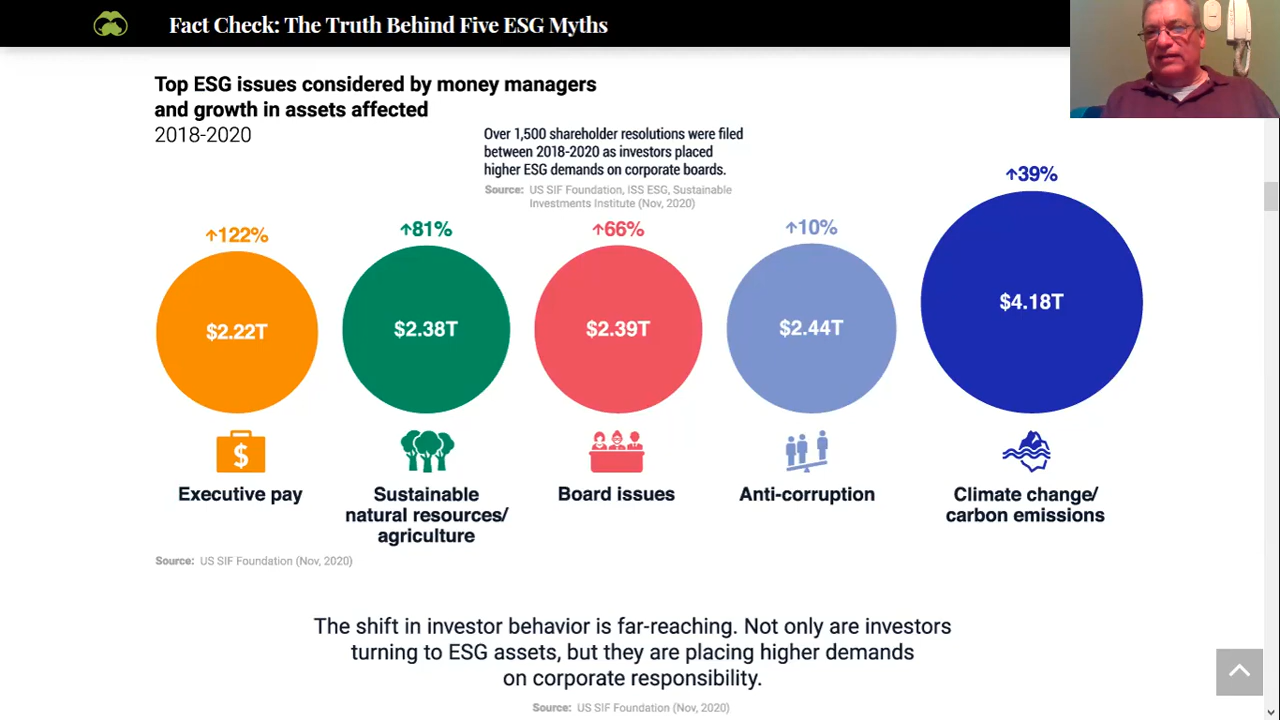 Fact Check: The Truth Behind Five ESG Myths
Top ESG issues considered by money managers
and growth in assets affected
2018-2020
Over 1,500 shareholder resolutions were filed
between 2018-2020 as investors placed
higher ESG demands on corporate boards.
Source: US SIF Foundation, ISS ESG, Sustainable
Investments Institute (Nov, 2020)
↑122%
↑81%
↑66%
↑10%
↑39%
$2.22T
$2.38T
$2.39T
$2.44T
$4.18T
$
Executive pay
Sustainable
natural resources/
agriculture
Board issues
Anti-corruption
Climate change/
carbon emissions
Source: US SIF Foundation (Nov, 2020)
The shift in investor behavior is far-reaching. Not only are investors
turning to ESG assets, but they are placing higher demands
on corporate responsibility.
Source: US SIF Foundation (Nov, 2020)